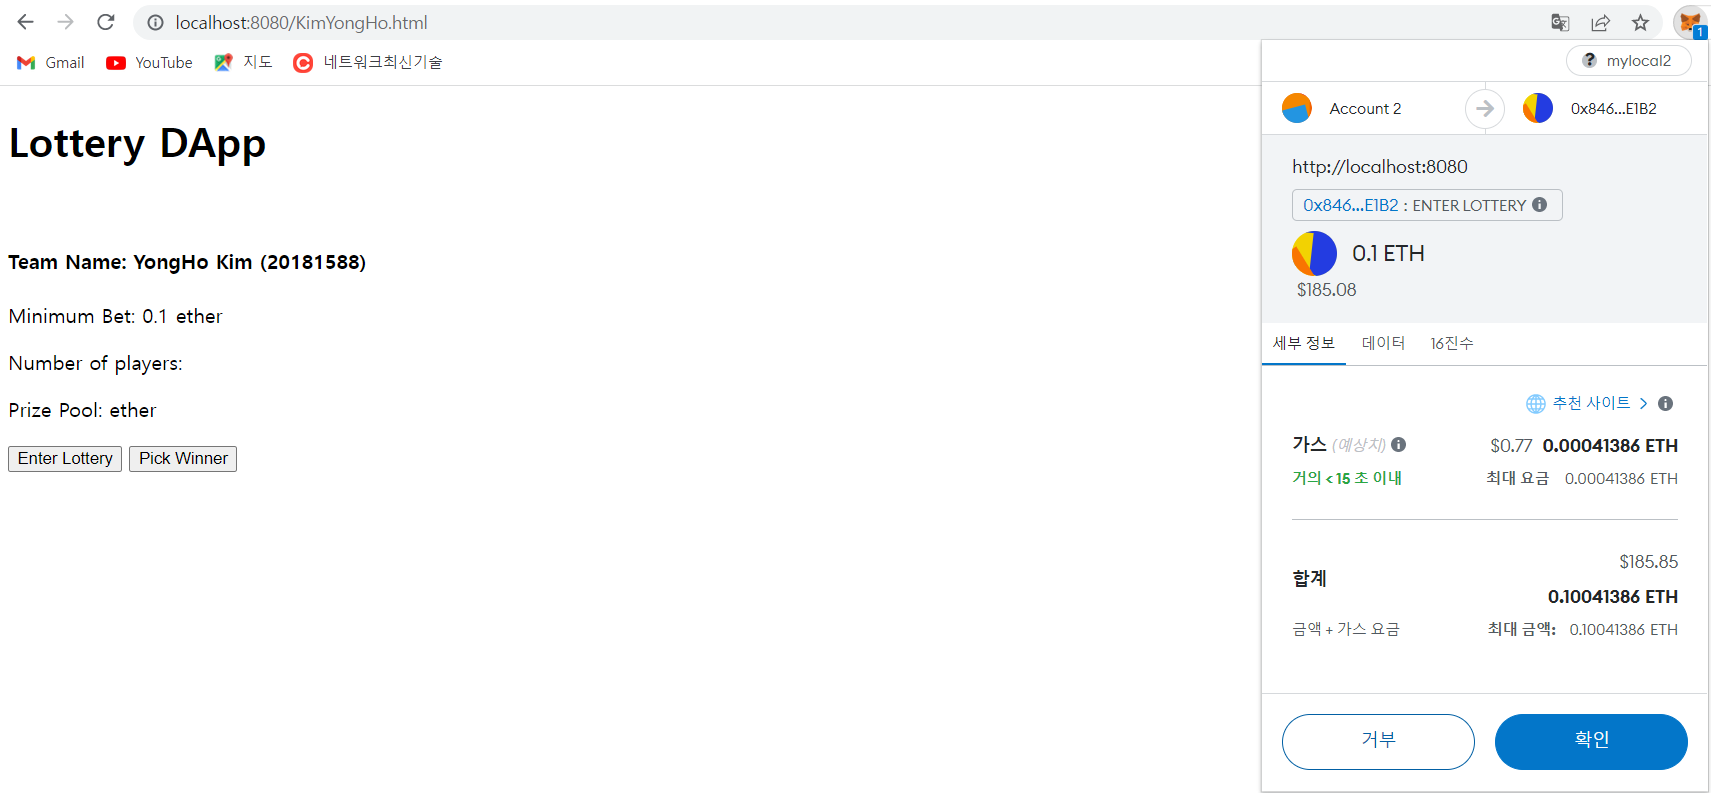 localhost:8080/KimYongHo.html
1
Gmail YouTube 지도 네트워크최신기술
mylocal2
Account 2 0x846...E1B2
Lottery DApp
Team Name: YongHo Kim (20181588)
Minimum Bet: 0.1 ether
Number of players:
Prize Pool: ether
Enter Lottery Pick Winner
http://localhost:8080
0x846...E1B2 : ENTER LOTTERY
0.1 ETH
$185.08
세부 정보 데이터 16진수
추천 사이트
가스 (예상치) $0.77 0.00041386 ETH
거의 < 15 초 이내 최대 요금 0.00041386 ETH
$185.85
합계
0.10041386 ETH
금액 + 가스 요금 최대 금액: 0.10041386 ETH
거부 확인